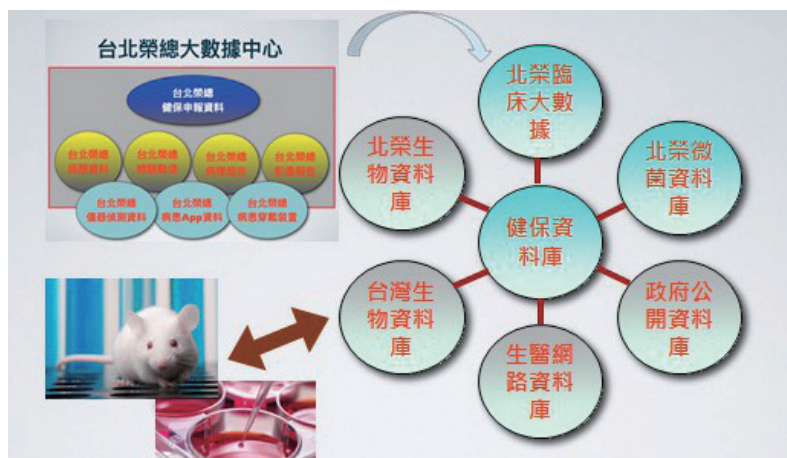 台北榮總大數據中心
台北榮總
健保申報資料
台北榮總
病歷資料
台北榮總
檢驗數值
台北榮總
病理報告
台北榮總
影像報告
台北榮總
儀器偵測資料
台北榮總
病患App資料
台北榮總
病患穿戴裝置
北榮臨
床大數
據
北榮生
物資料
庫
北榮微
菌資料
庫
健保資
料庫
台灣生
物資料
庫
政府公
開資料
庫
生醫網
路資料
庫